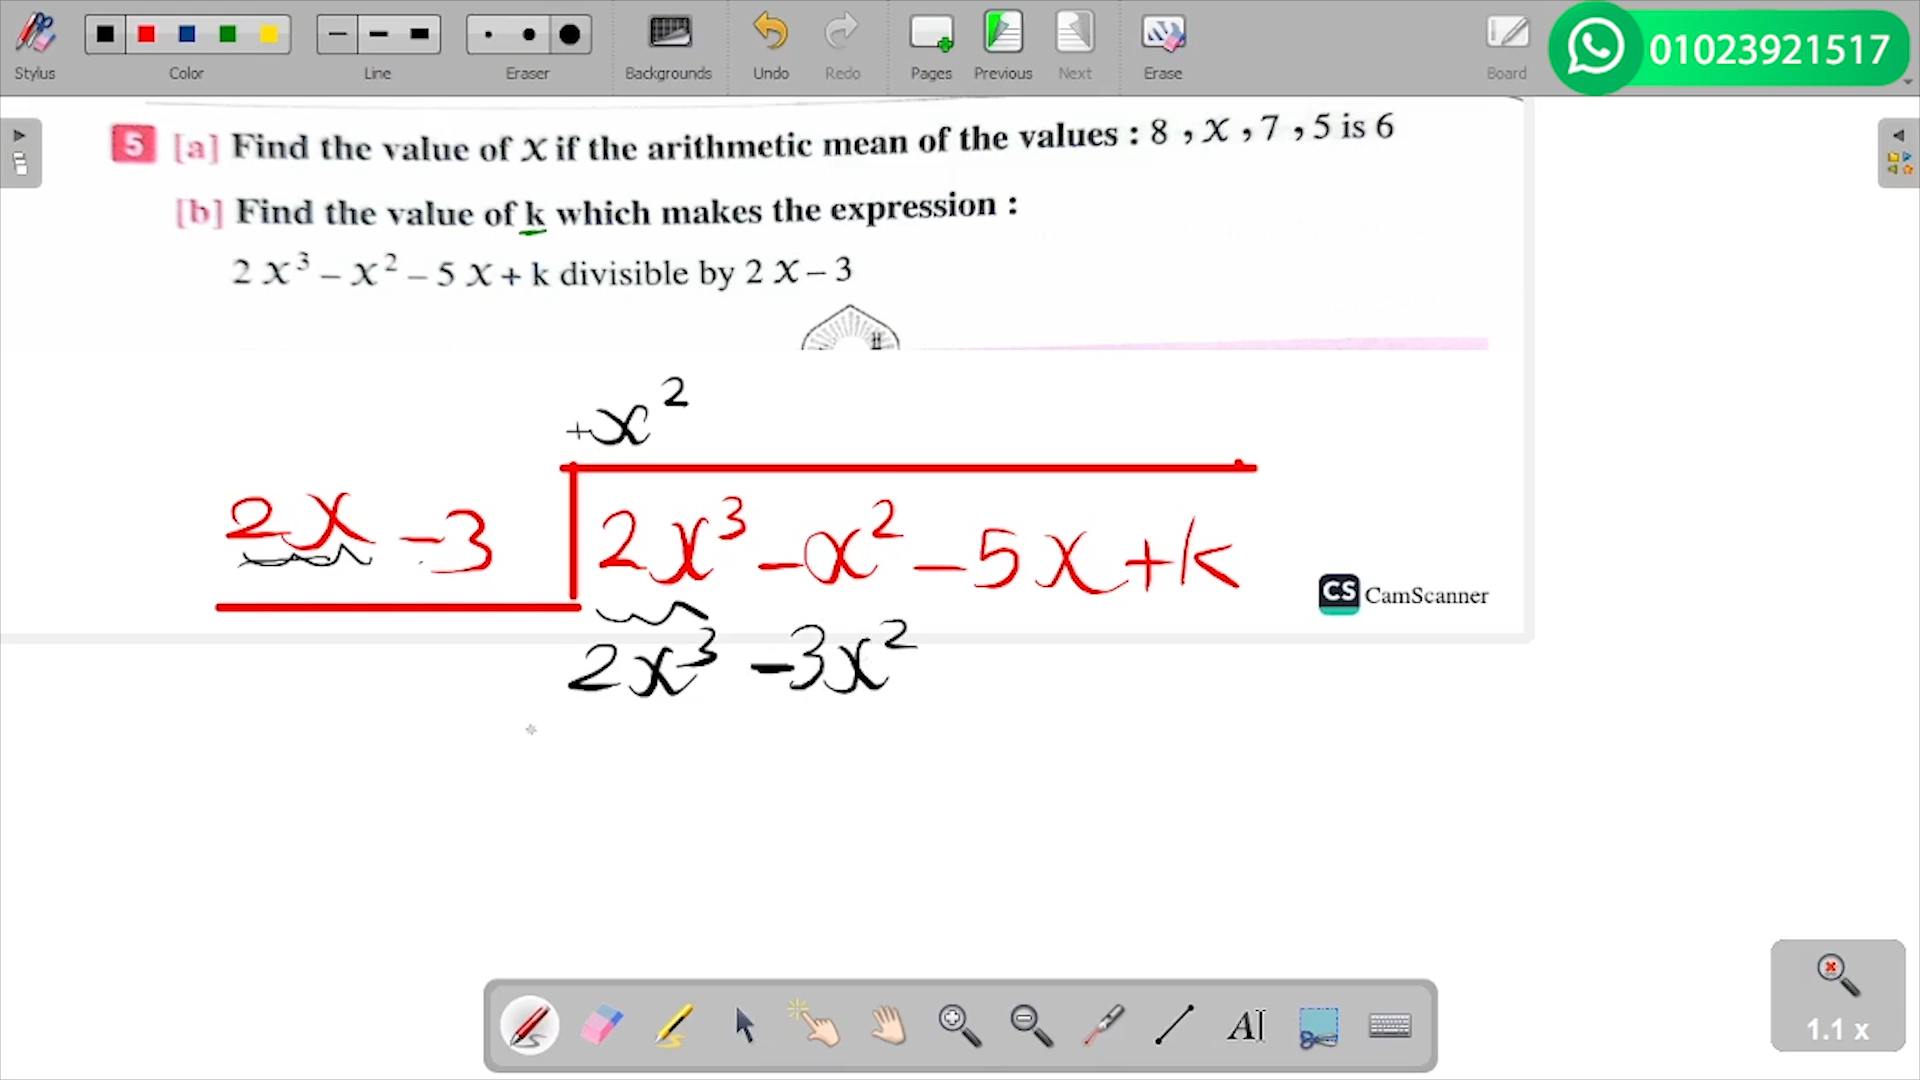 Stylus
Color
Line
Eraser
Backgrounds
Undo
Redo
Pages
Previous
Next
Erase
Board
01023921517
5 [a] Find the value of X if the arithmetic mean of the values : 8 , X , 7 , 5 is 6
[b] Find the value of k which makes the expression :
2 X³ – X² – 5 X + k divisible by 2 X – 3
+x²
2x -3
2x³ -x² -5x+k
CS CamScanner
2x³ -3x²
AI
1.1 x